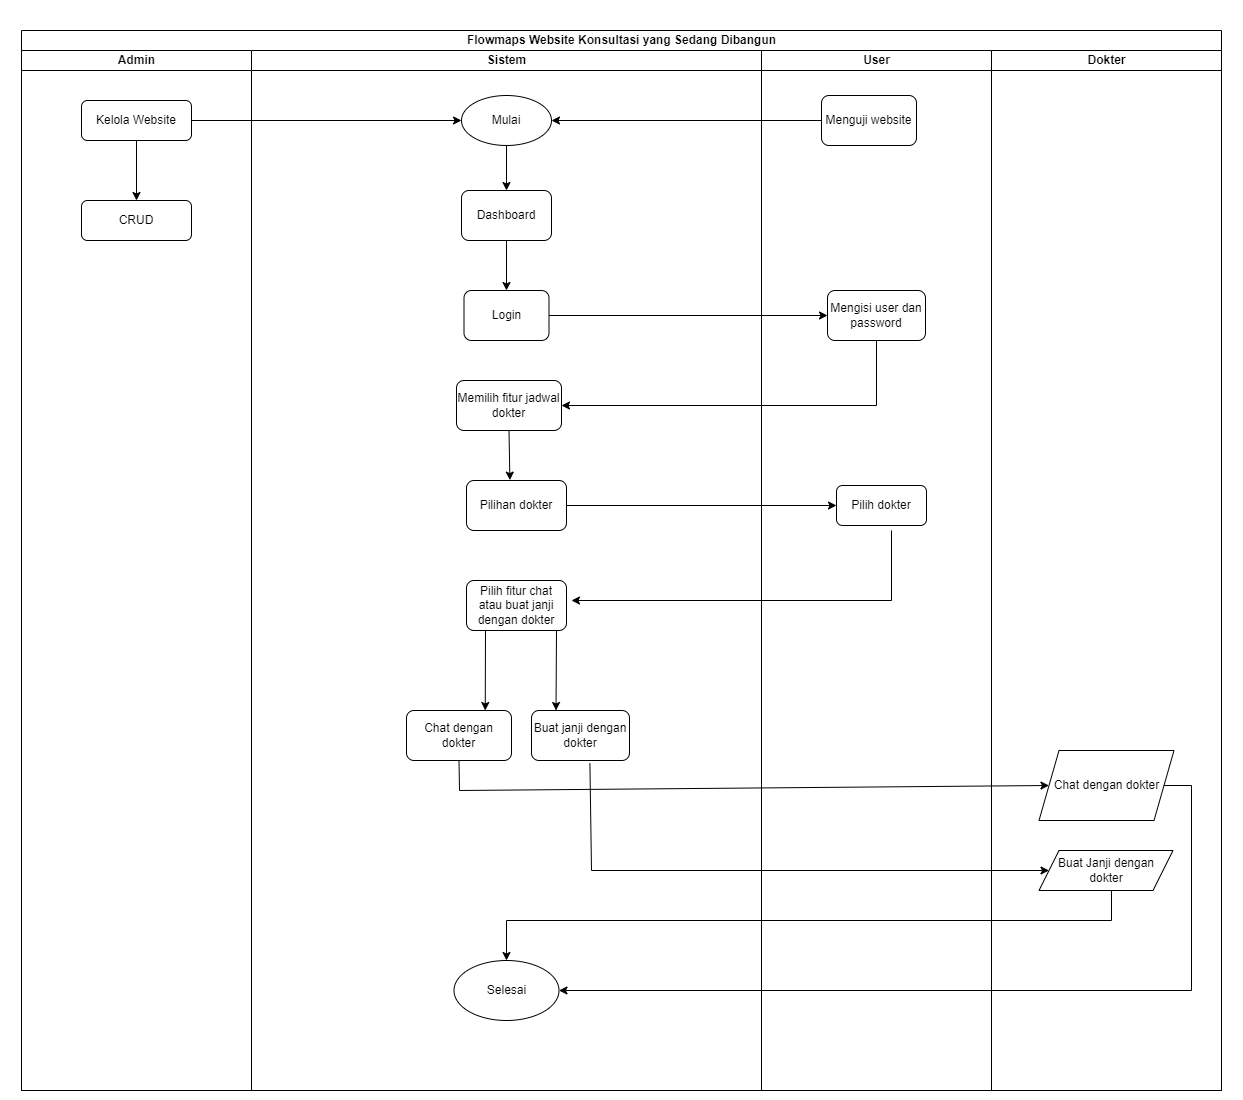 Flowmaps Website Konsultasi yang Sedang Dibangun
Admin
Sistem
User
Dokter
Kelola Website
Mulai
Menguji website
CRUD
Dashboard
Login
Mengisi user dan
password
Memilih fitur jadwal
dokter
Pilihan dokter
Pilih dokter
Pilih fitur chat
atau buat janji
dengan dokter
Chat dengan
dokter
Buat janji dengan
dokter
Chat dengan dokter
Buat Janji dengan
dokter
Selesai